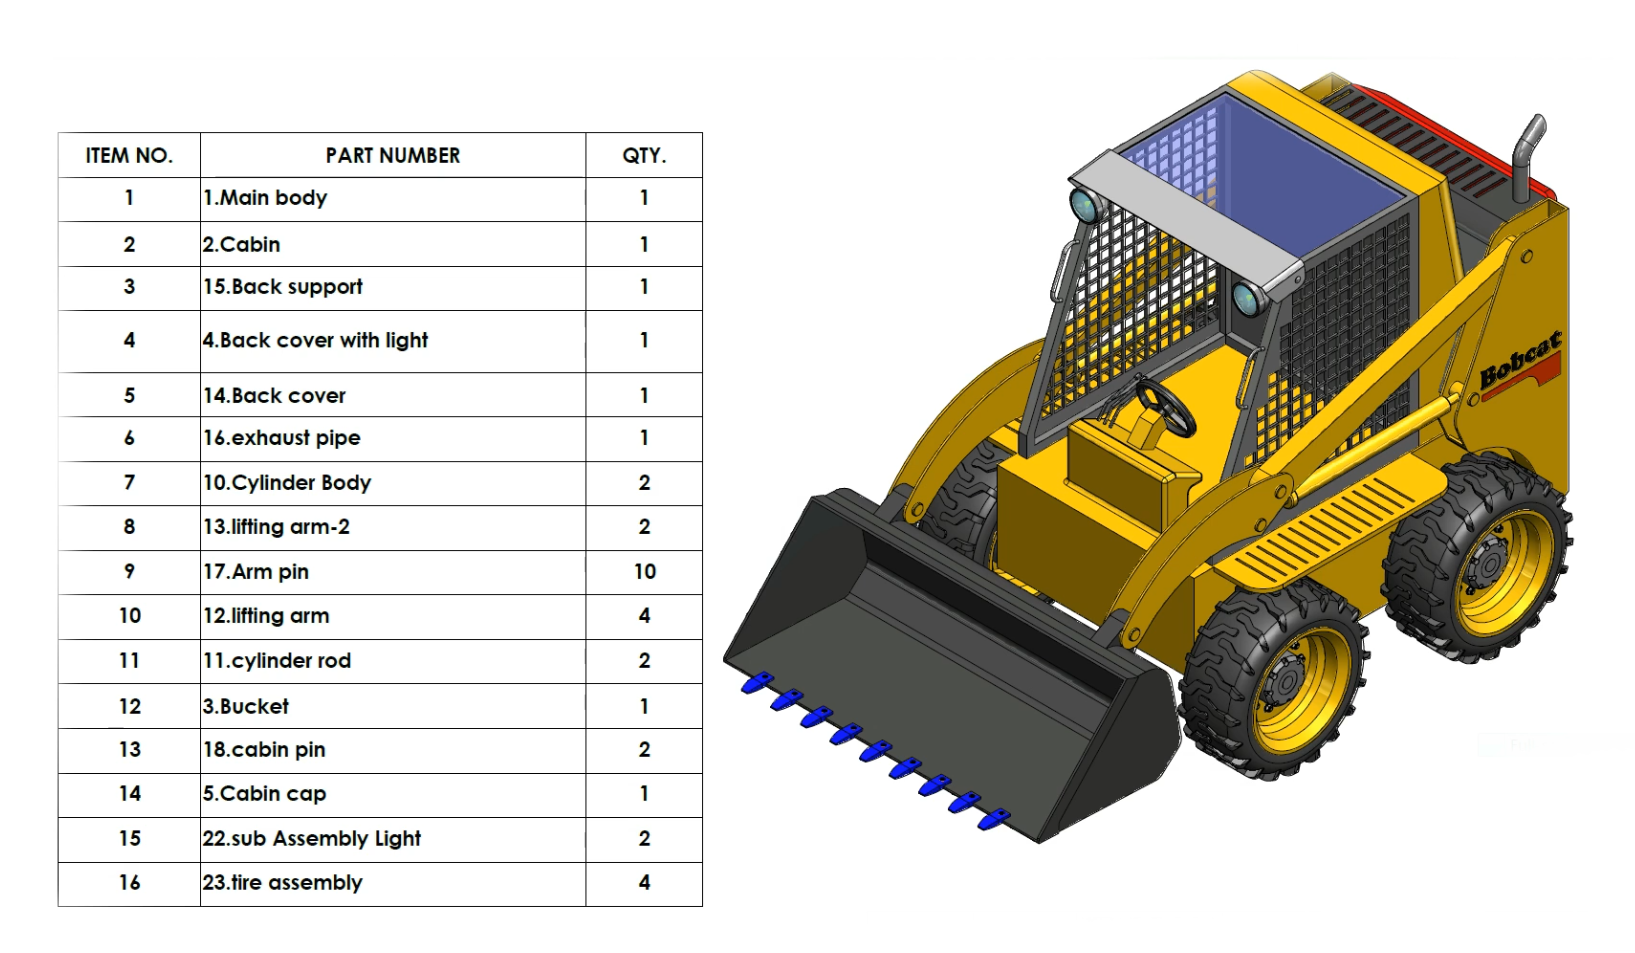 ITEM NO. PART NUMBER QTY.
1 1.Main body 1
2 2.Cabin 1
3 15.Back support 1
4 4.Back cover with light 1
5 14.Back cover 1
6 16.exhaust pipe 1
7 10.Cylinder Body 2
8 13.lifting arm-2 2
9 17.Arm pin 10
10 12.lifting arm 4
11 11.cylinder rod 2
12 3.Bucket 1
13 18.cabin pin 2
14 5.Cabin cap 1
15 22.sub Assembly Light 2
16 23.tire assembly 4
Bobcat